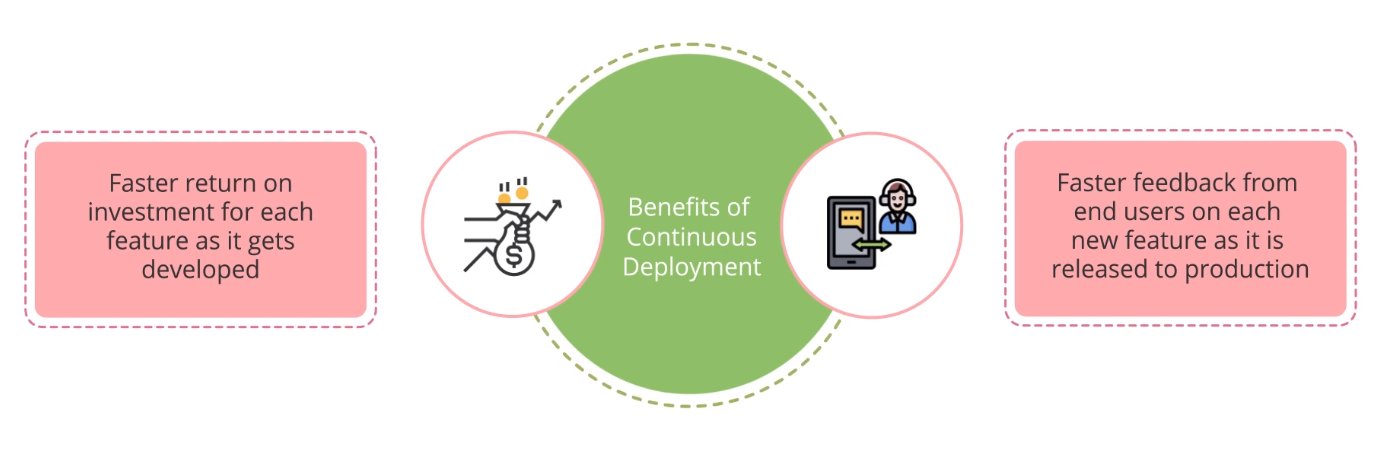 Faster return on
investment for each
feature as it gets
developed
Benefits of
Continuous
Deployment
Faster feedback from
end users on each
new feature as it is
released to production